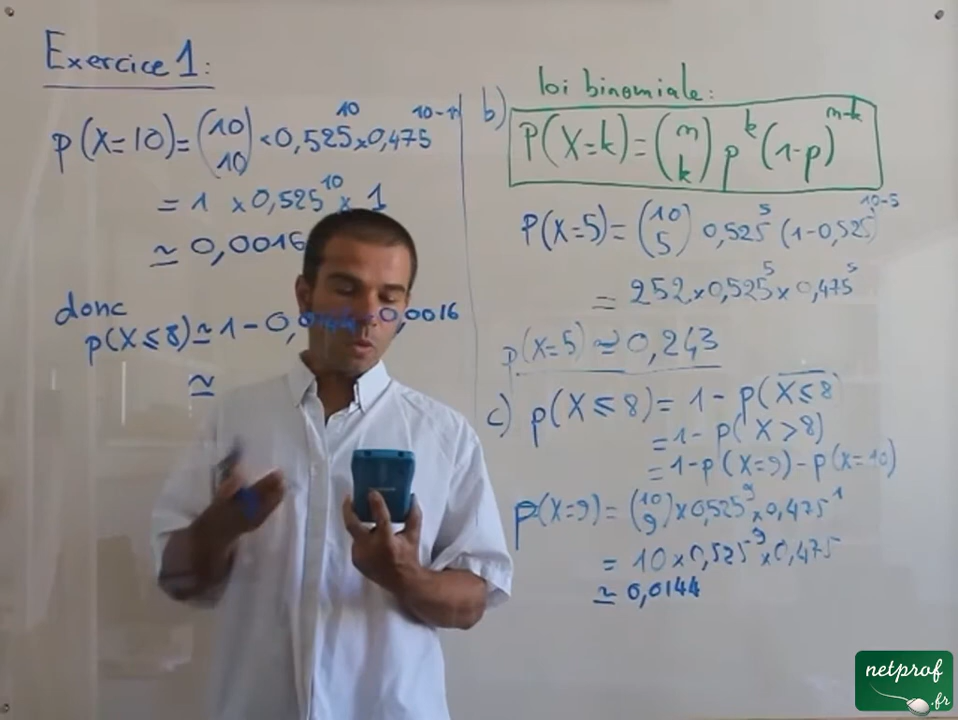 Exercice 1 :
p(X=10)=(10 10)×0,525^10×0,475^10-
= 1 × 0,525^10 × 1
≃ 0,0016
donc
p(X⩽8)≃1-0, 0,0016
≃
b) loi binomiale :
P(X=k)=(n k) p^k (1-p)^n-k
P(X=5)=(10 5) 0,525^5 (1-0,525)^10-5
= 252×0,525^5×0,475^5
p(X=5)≃0,243
c) p(X⩽8)= 1-p(X⩽8)
=1-p(X>8)
=1-p(X=9)-p(X=10)
p(X=9)=(10 9)×0,525^9×0,475^1
= 10×0,525^9×0,475
≃ 0,0144
netprof
.fr